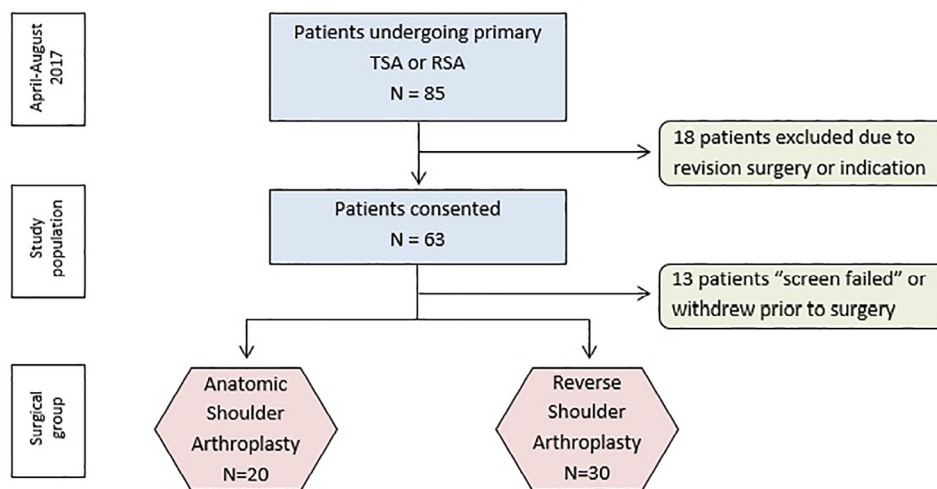 April-August
2017
Patients undergoing primary
TSA or RSA
N = 85
18 patients excluded due to
revision surgery or indication
Study
population
Patients consented
N = 63
13 patients “screen failed” or
withdrew prior to surgery
Surgical
group
Anatomic
Shoulder
Arthroplasty
N=20
Reverse
Shoulder
Arthroplasty
N=30